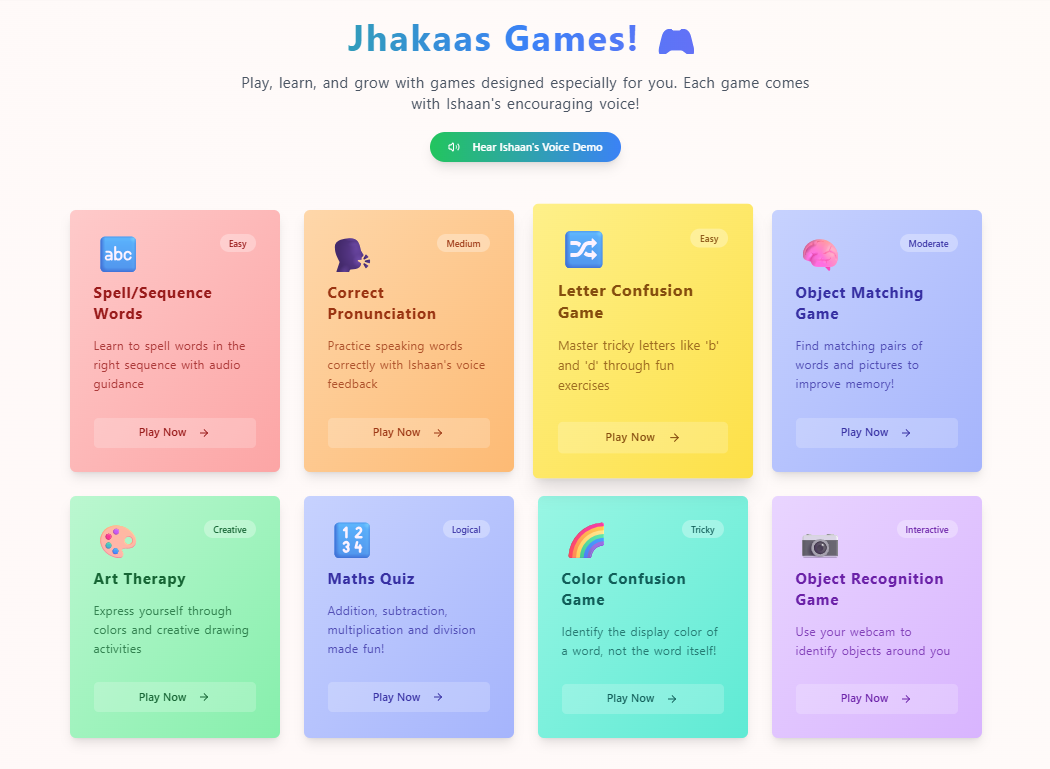 Jhakaas Games!
Play, learn, and grow with games designed especially for you. Each game comes
with Ishaan's encouraging voice!
Hear Ishaan's Voice Demo
abc
Easy
Spell/Sequence
Words
Learn to spell words in the
right sequence with audio
guidance
Play Now
Medium
Correct
Pronunciation
Practice speaking words
correctly with Ishaan's voice
feedback
Play Now
Easy
Letter Confusion
Game
Master tricky letters like 'b'
and 'd' through fun
exercises
Play Now
Moderate
Object Matching
Game
Find matching pairs of
words and pictures to
improve memory!
Play Now
Creative
Art Therapy
Express yourself through
colors and creative drawing
activities
Play Now
1 2
3 4
Logical
Maths Quiz
Addition, subtraction,
multiplication and division
made fun!
Play Now
Tricky
Color Confusion
Game
Identify the display color of
a word, not the word itself!
Play Now
Interactive
Object Recognition
Game
Use your webcam to
identify objects around you
Play Now